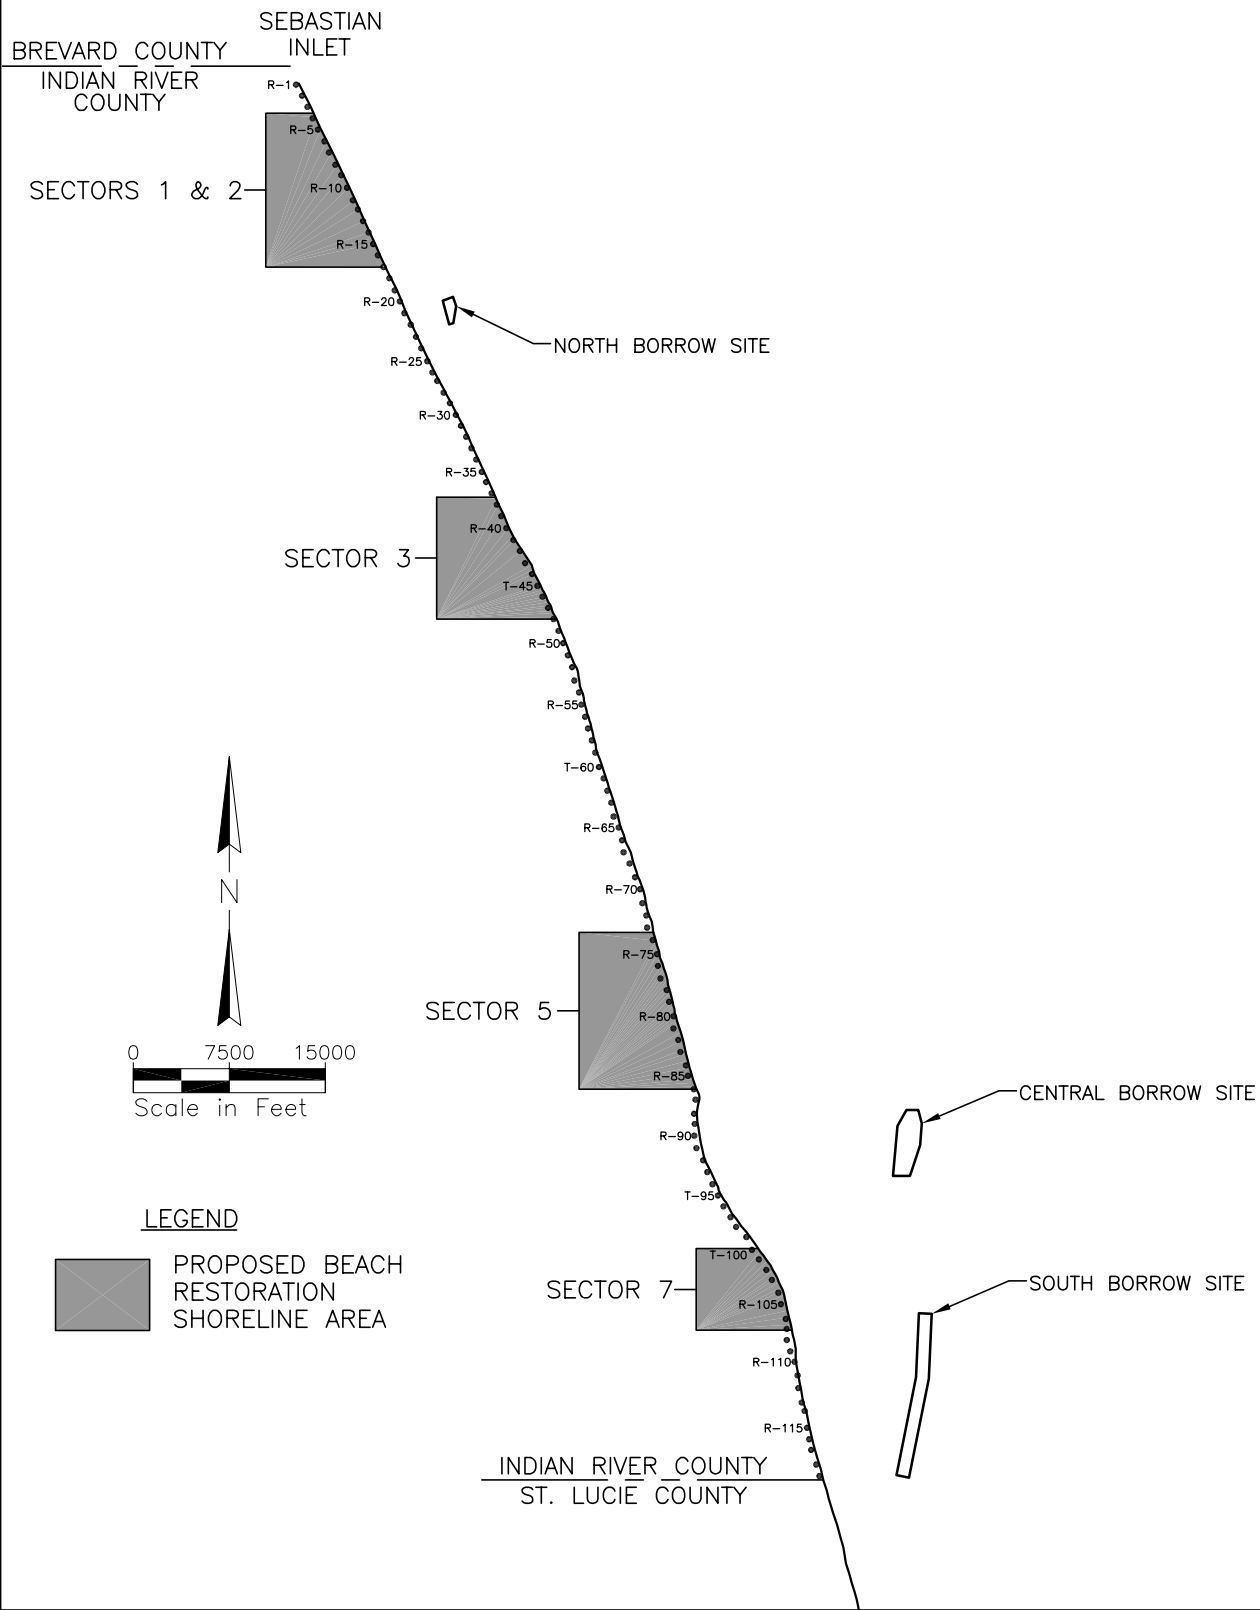 SEBASTIAN
INLET
BREVARD COUNTY
INDIAN RIVER
COUNTY
R-1
R-5
SECTORS 1 & 2
R-10
R-15
R-20
NORTH BORROW SITE
R-25
R-30
R-35
R-40
SECTOR 3
T-45
R-50
R-55
T-60
R-65
R-70
N
R-75
SECTOR 5
R-80
0 7500 15000
R-85
Scale in Feet
CENTRAL BORROW SITE
R-90
T-95
LEGEND
PROPOSED BEACH
RESTORATION
SHORELINE AREA
T-100
SECTOR 7
SOUTH BORROW SITE
R-105
R-110
R-115
INDIAN RIVER COUNTY
ST. LUCIE COUNTY